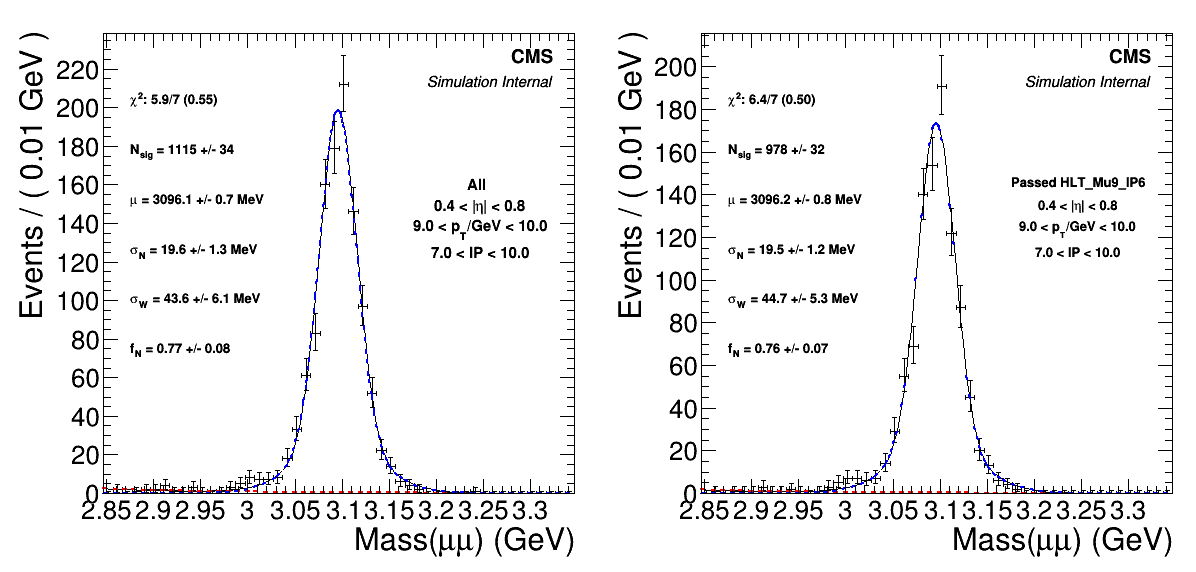 CMS
Simulation Internal
χ²: 5.9/7 (0.55)
N_sig = 1115 +/- 34
μ = 3096.1 +/- 0.7 MeV
σ_N = 19.6 +/- 1.3 MeV
σ_W = 43.6 +/- 6.1 MeV
f_N = 0.77 +/- 0.08
All
0.4 < |η| < 0.8
9.0 < p_T/GeV < 10.0
7.0 < IP < 10.0
Events / ( 0.01 GeV )
220
200
180
160
140
120
100
80
60
40
20
0
2.85 2.9 2.95 3 3.05 3.1 3.15 3.2 3.25 3.3
Mass(μμ) (GeV)
CMS
Simulation Internal
χ²: 6.4/7 (0.50)
N_sig = 978 +/- 32
μ = 3096.2 +/- 0.8 MeV
σ_N = 19.5 +/- 1.2 MeV
σ_W = 44.7 +/- 5.3 MeV
f_N = 0.76 +/- 0.07
Passed HLT_Mu9_IP6
0.4 < |η| < 0.8
9.0 < p_T/GeV < 10.0
7.0 < IP < 10.0
Events / ( 0.01 GeV )
200
180
160
140
120
100
80
60
40
20
0
2.85 2.9 2.95 3 3.05 3.1 3.15 3.2 3.25 3.3
Mass(μμ) (GeV)